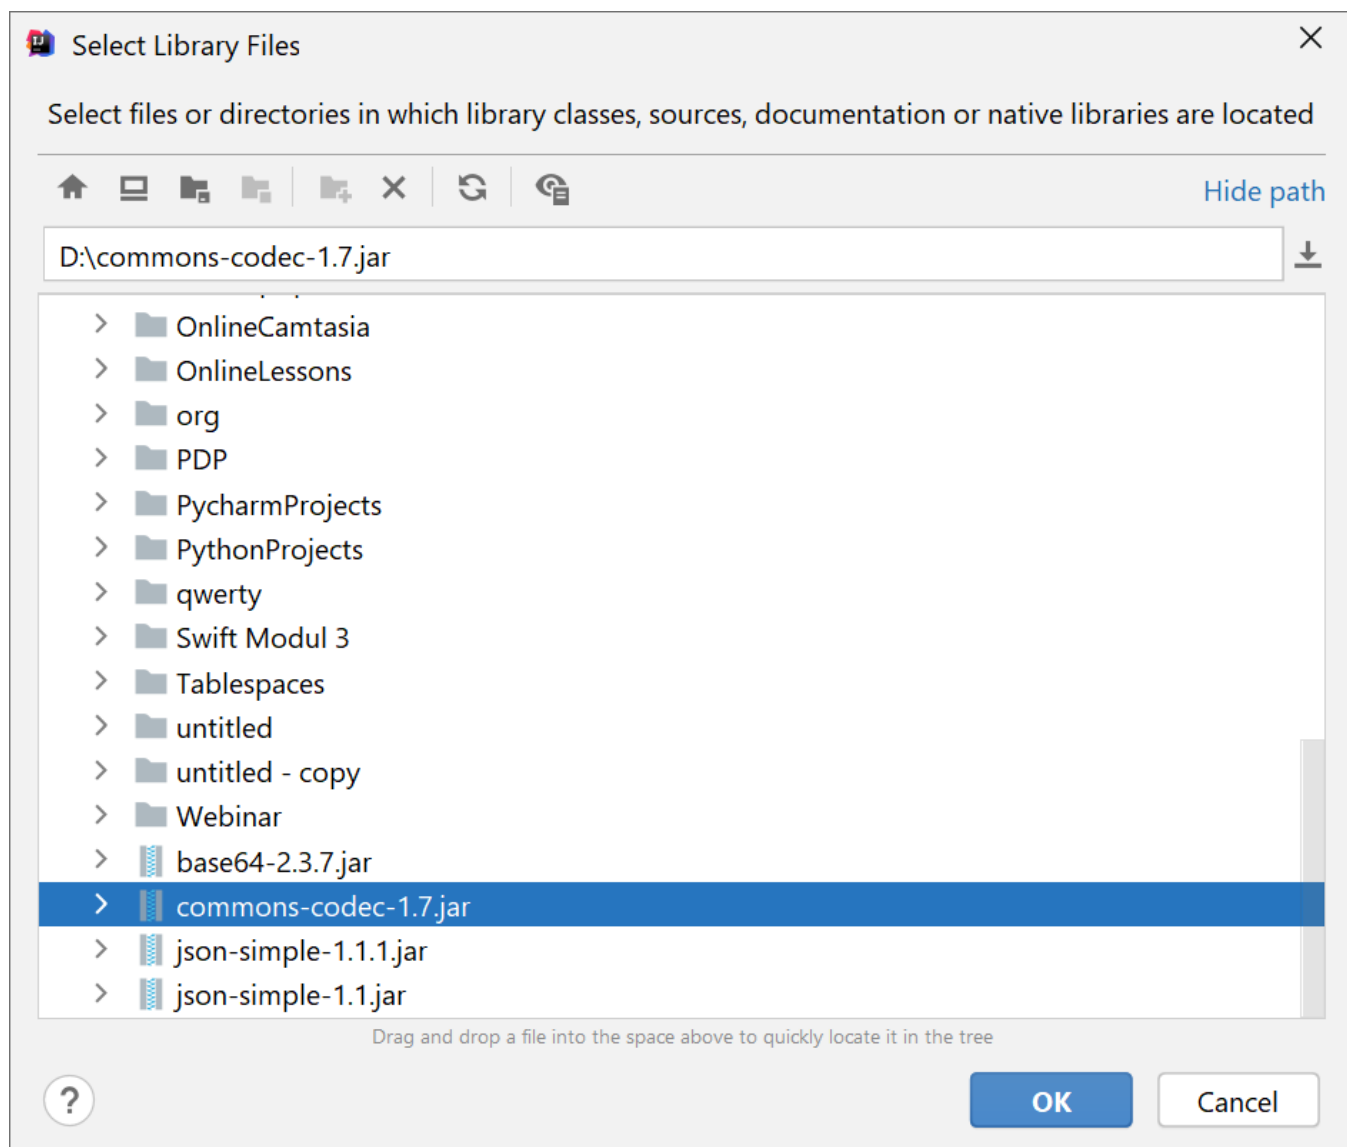 Select Library Files
Select files or directories in which library classes, sources, documentation or native libraries are located
Hide path
D:\commons-codec-1.7.jar
OnlineCamtasia
OnlineLessons
org
PDP
PycharmProjects
PythonProjects
qwerty
Swift Modul 3
Tablespaces
untitled
untitled - copy
Webinar
base64-2.3.7.jar
commons-codec-1.7.jar
json-simple-1.1.1.jar
json-simple-1.1.jar
Drag and drop a file into the space above to quickly locate it in the tree
?
OK
Cancel